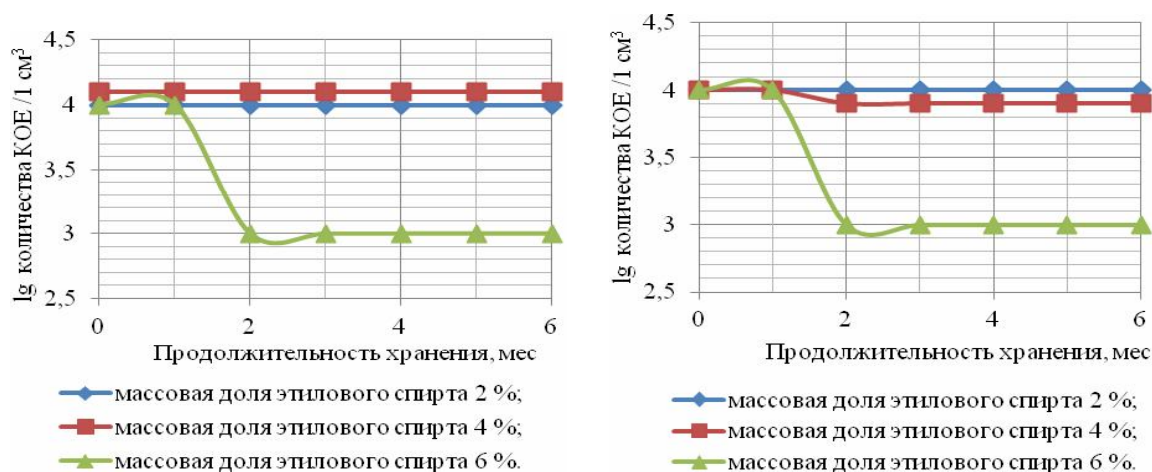 4,5
4
3,5
3
2,5
lg количества КОЕ /1 см³
0 2 4 6
Продолжительность хранения, мес
массовая доля этилового спирта 2 %;
массовая доля этилового спирта 4 %;
массовая доля этилового спирта 6 %.
4,5
4
3,5
3
2,5
lg количества КОЕ /1 см³
0 2 4 6
Продолжительность хранения, мес
массовая доля этилового спирта 2 %;
массовая доля этилового спирта 4 %;
массовая доля этилового спирта 6 %.